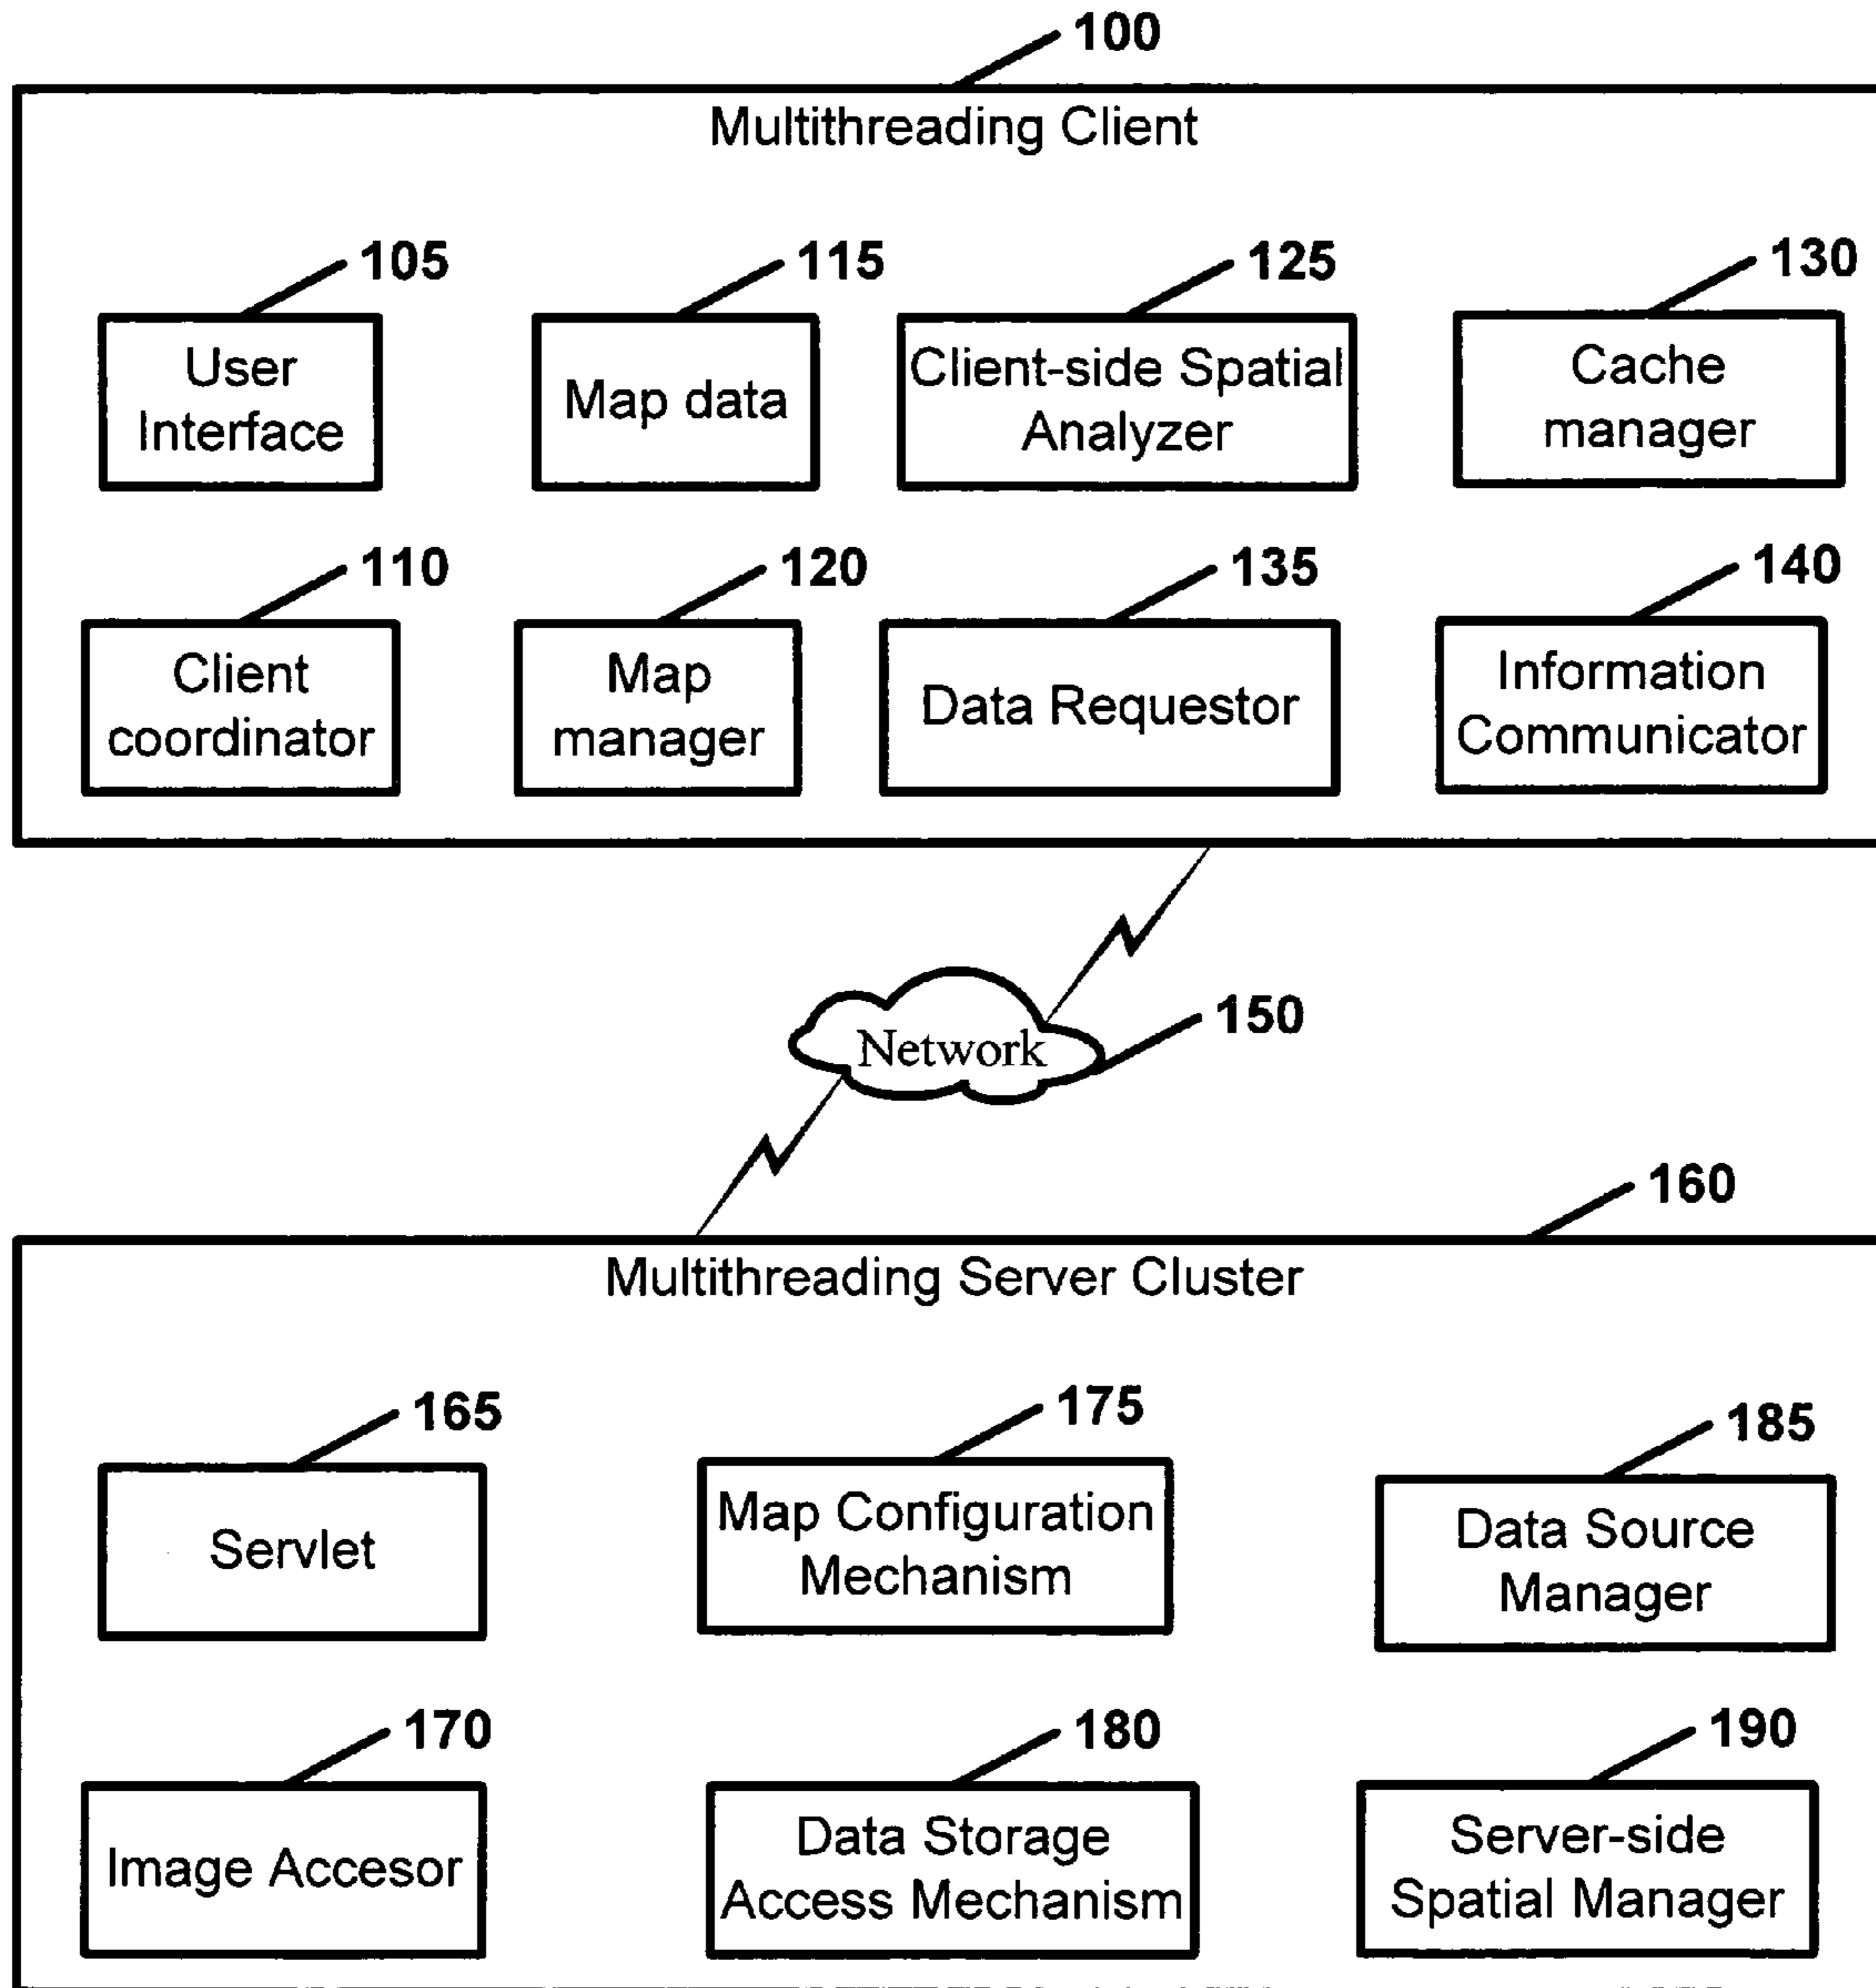 100
Multithreading Client
105
115
125
130
User
Interface
Map data
Client-side Spatial
Analyzer
Cache
manager
110
120
135
140
Client
coordinator
Map
manager
Data Requestor
Information
Communicator
Network
150
160
Multithreading Server Cluster
165
175
185
Servlet
Map Configuration
Mechanism
Data Source
Manager
170
180
190
Image Accesor
Data Storage
Access Mechanism
Server-side
Spatial Manager